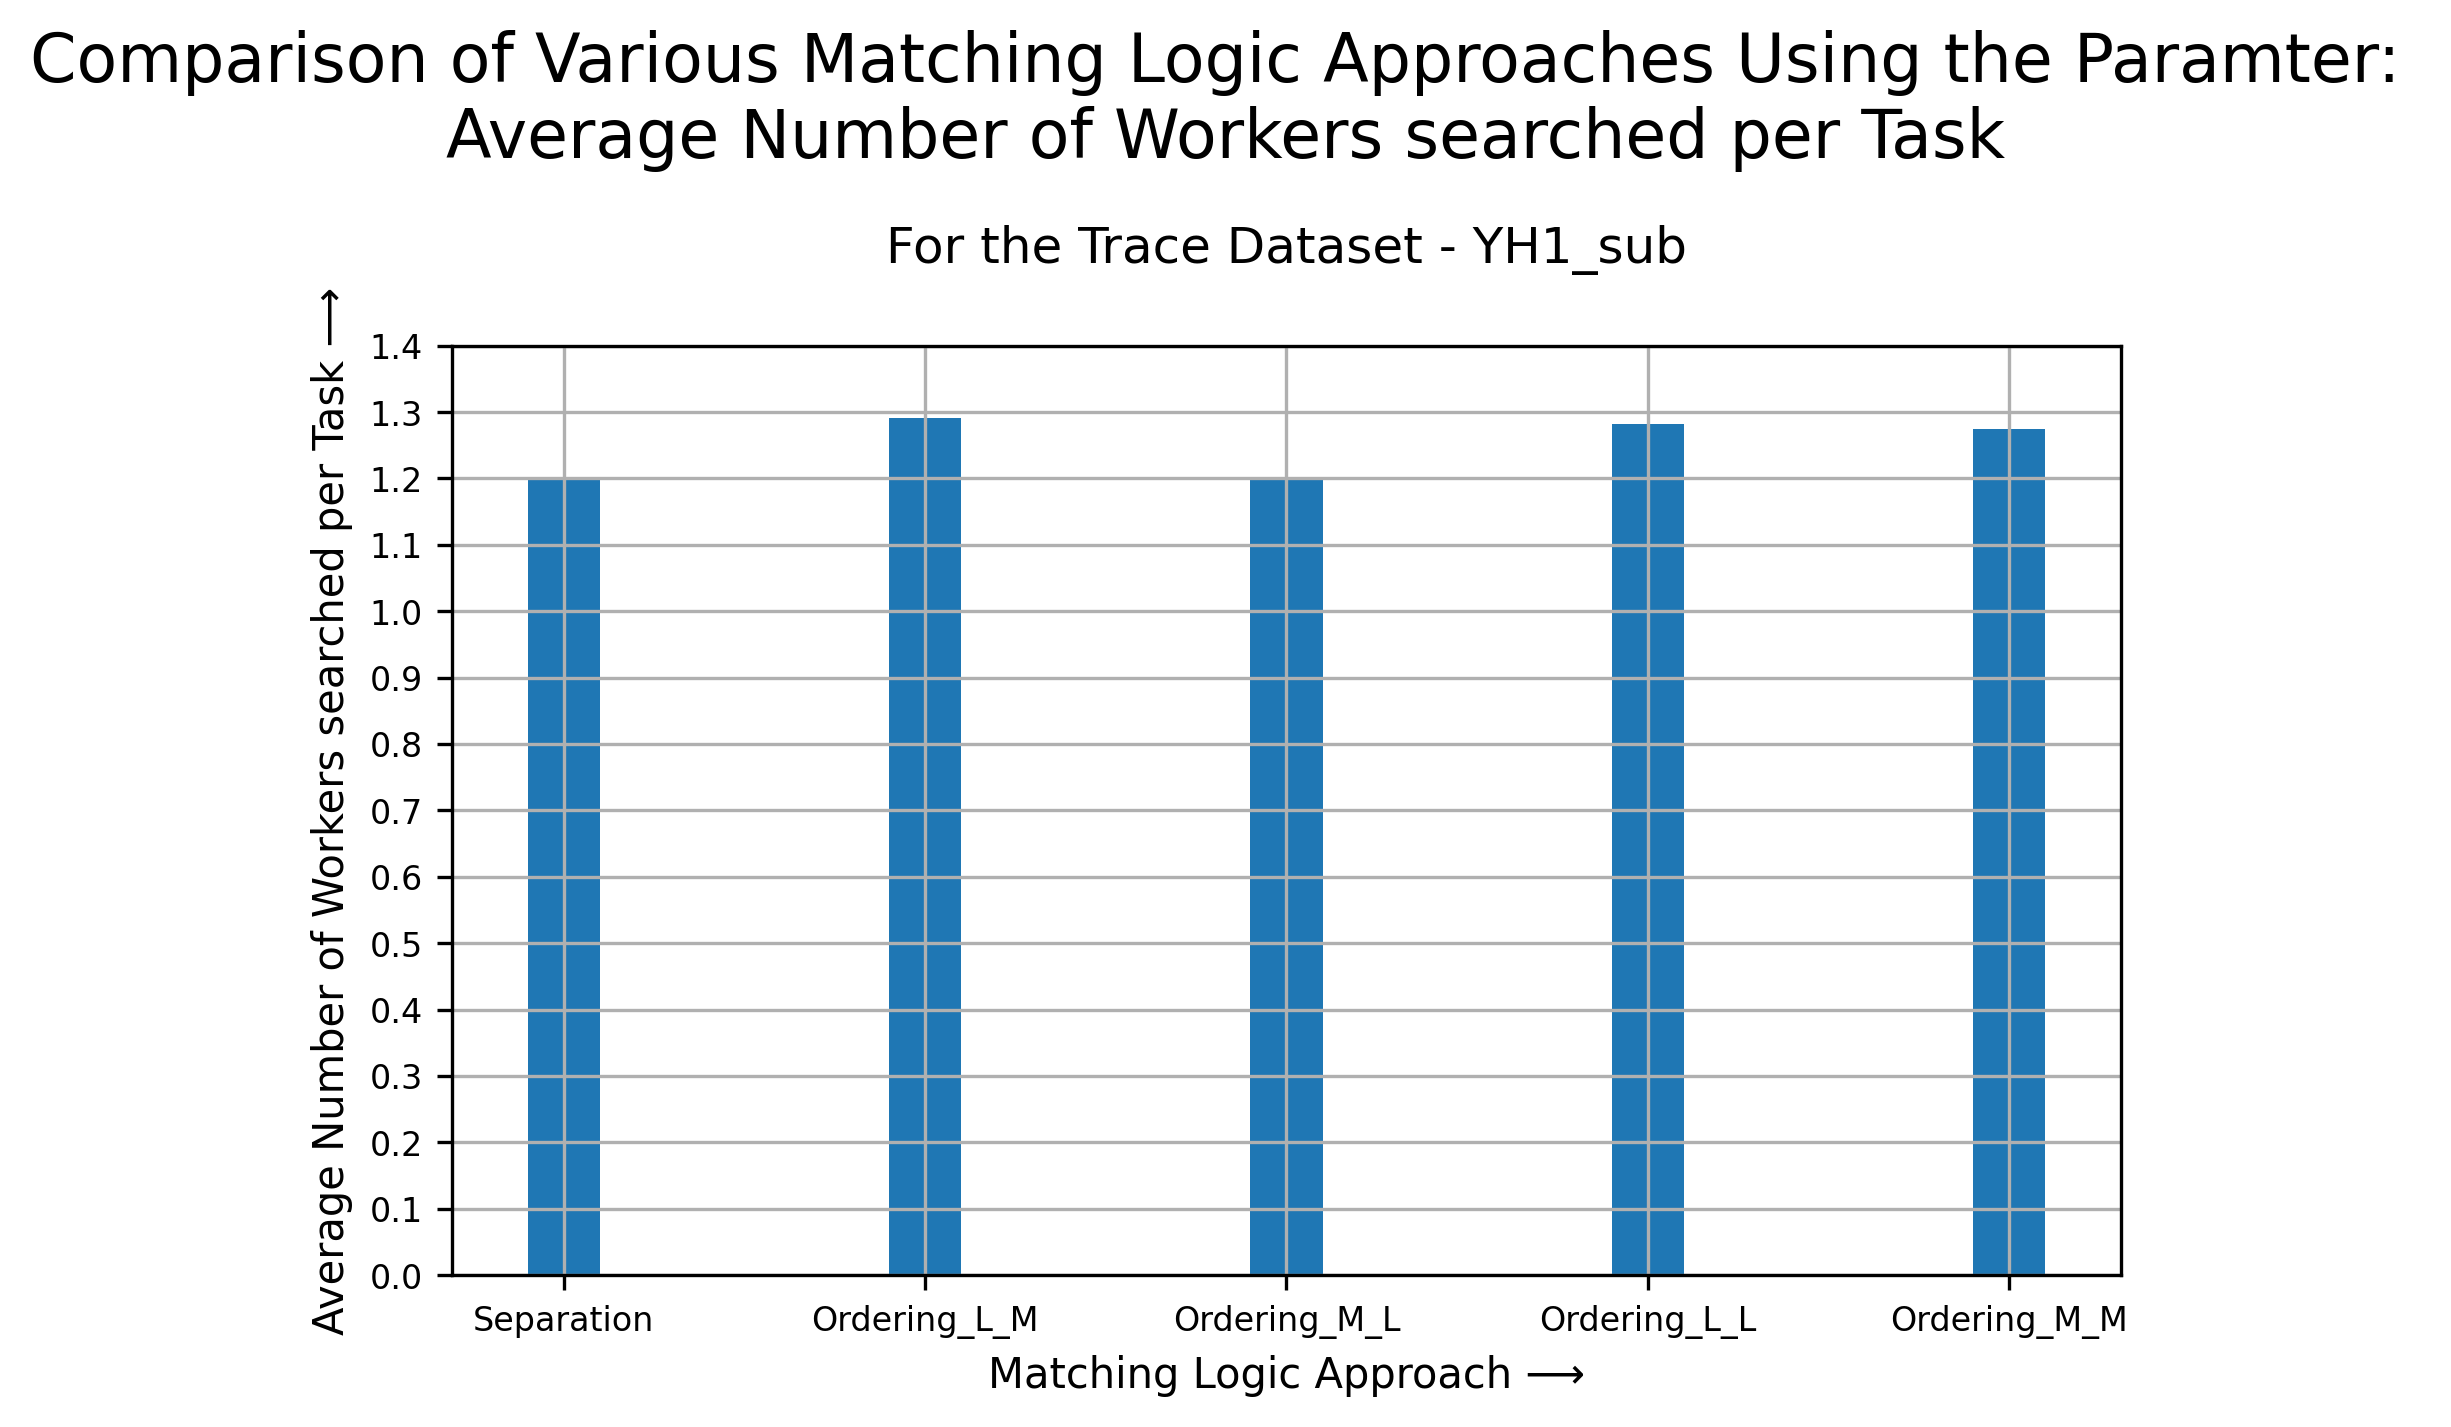 Comparison of Various Matching Logic Approaches Using the Paramter:
Average Number of Workers searched per Task
For the Trace Dataset - YH1_sub
Average Number of Workers searched per Task ⟶
1.4
1.3
1.2
1.1
1.0
0.9
0.8
0.7
0.6
0.5
0.4
0.3
0.2
0.1
0.0
Separation Ordering_L_M Ordering_M_L Ordering_L_L Ordering_M_M
Matching Logic Approach ⟶